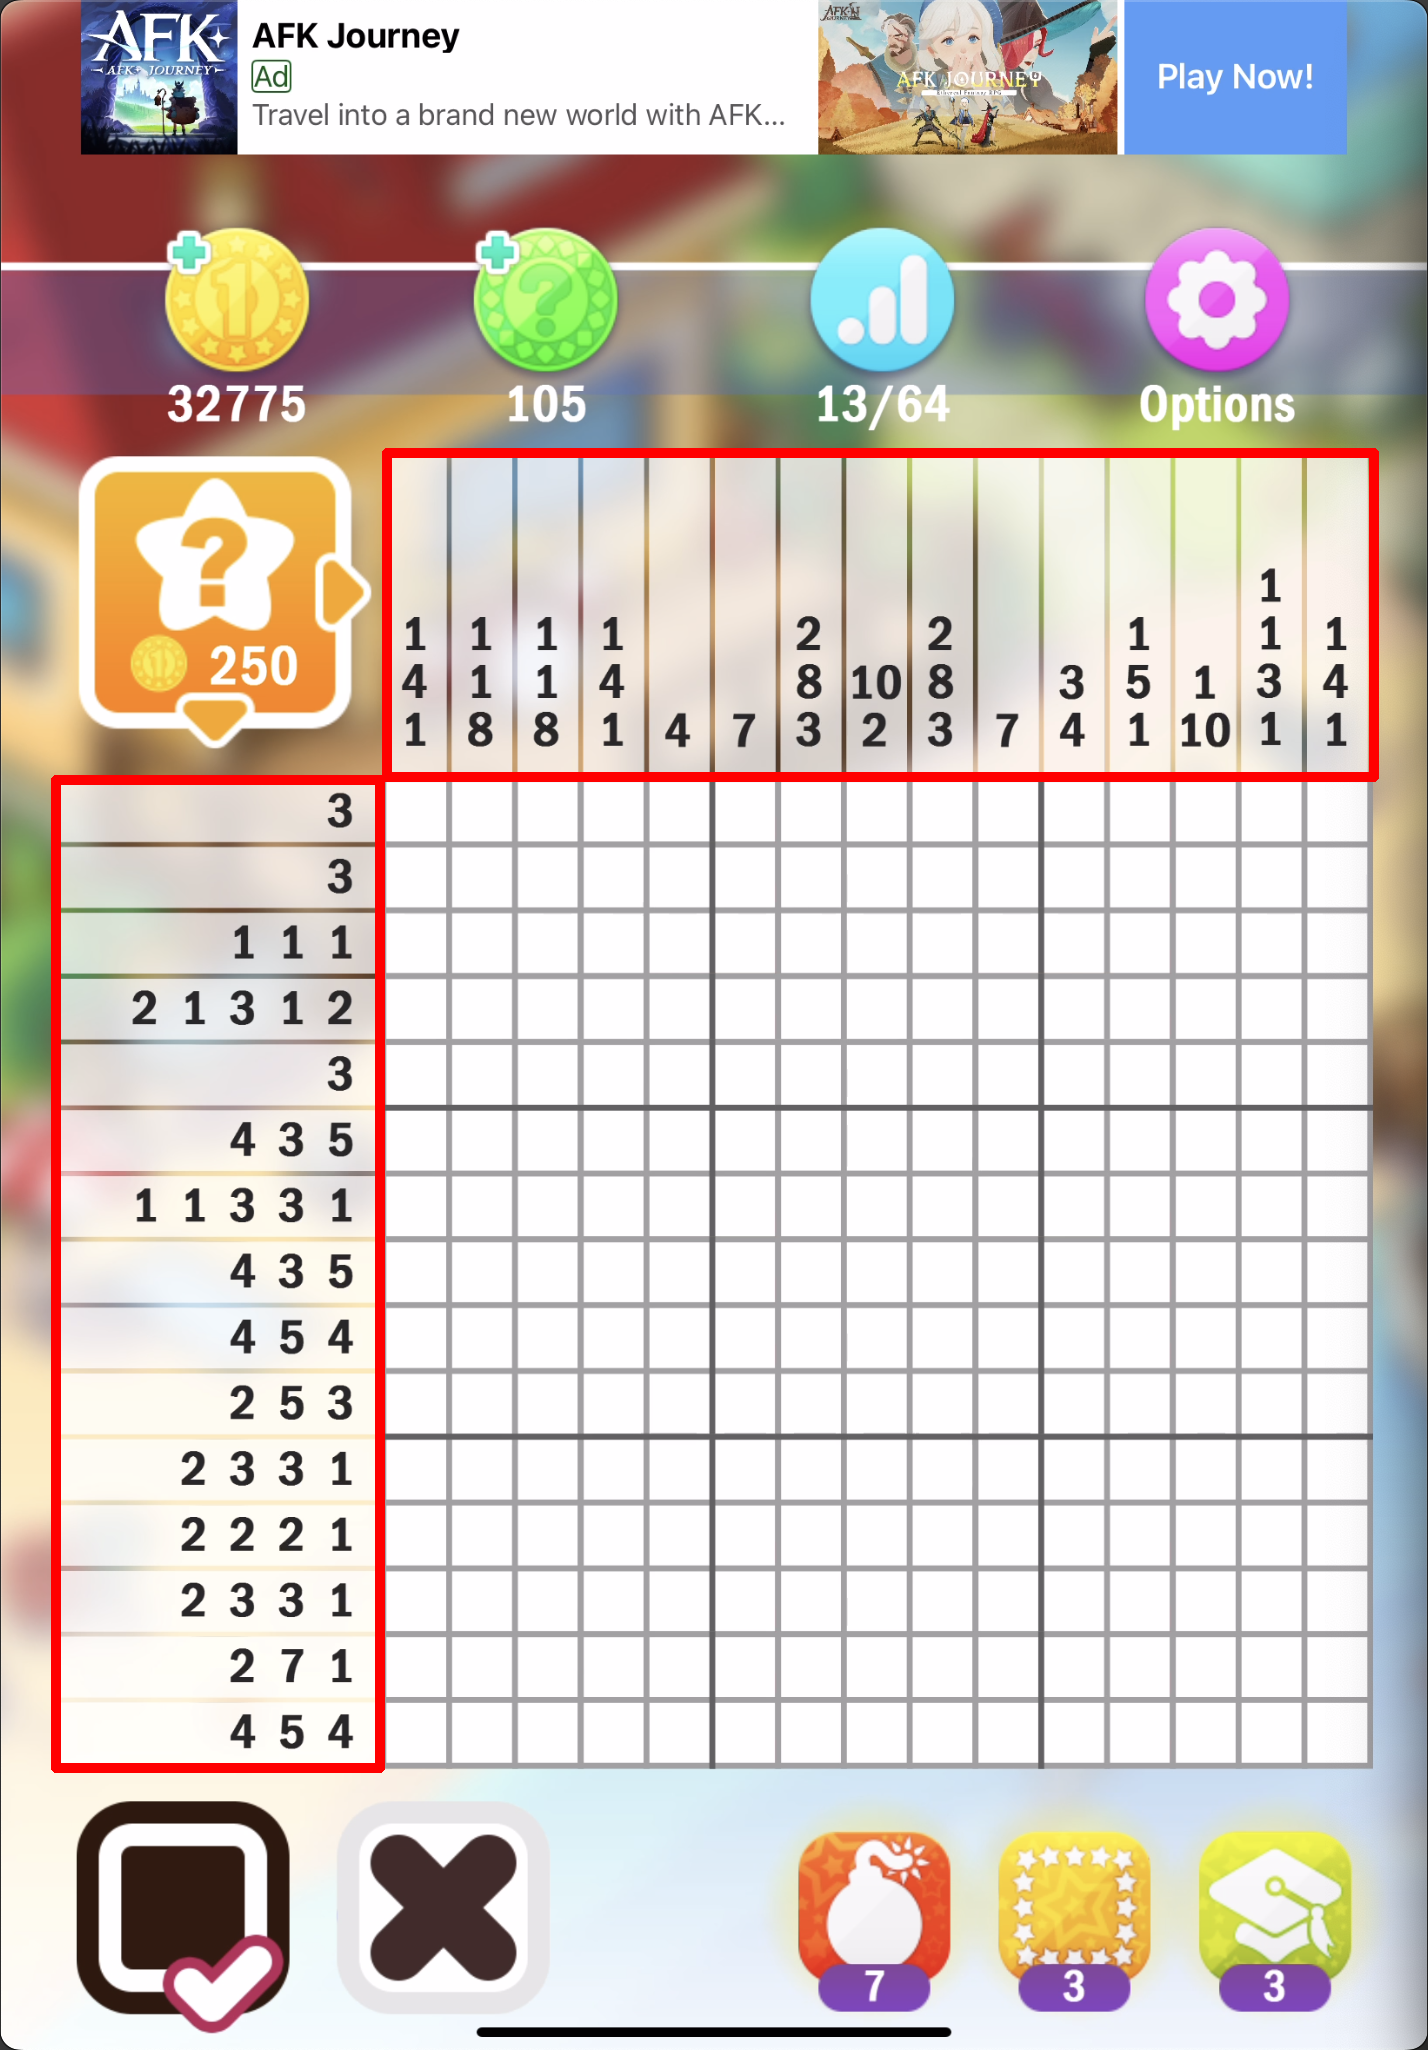 AFK
AFK JOURNEY
AFK Journey
Ad
Travel into a brand new world with AFK...
AFK JOURNEY
AFK JOURNEY
Play Now!
32775
105
13/64
Options
250
1
1 1 1 1 2 2 1 1 1
4 1 1 4 8 10 8 3 5 1 3 4
1 8 8 1 4 7 3 2 3 7 4 1 10 1 1
3
3
1 1 1
2 1 3 1 2
3
4 3 5
1 1 3 3 1
4 3 5
4 5 4
2 5 3
2 3 3 1
2 2 2 1
2 3 3 1
2 7 1
4 5 4
7
3
3